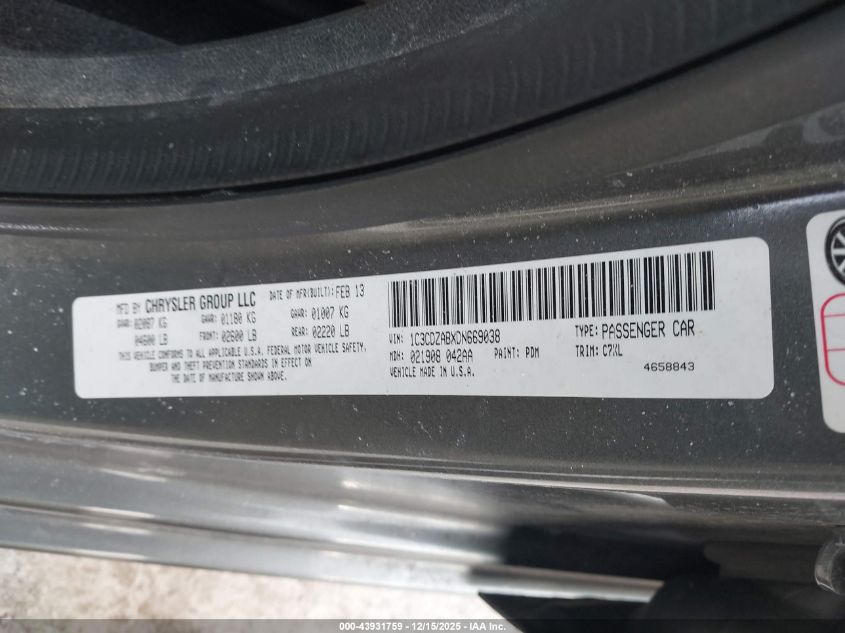 MFD BY CHRYSLER GROUP LLC DATE OF MFR(BUILT): FEB 13
GVWR: 02087 KG GAWR: 01180 KG GAWR: 01007 KG
04600 LB FRONT: 02600 LB REAR: 02220 LB
THIS VEHICLE CONFORMS TO APPLICABLE U.S.A. FEDERAL MOTOR VEHICLE SAFETY,
BUMPER AND THEFT PREVENTION STANDARDS IN EFFECT ON
THE DATE OF MANUFACTURE SHOWN ABOVE.
VIN: 1C3CDZABXDN669038 TYPE: PASSENGER CAR
MDH: 021908 042AA PAINT: PDM TRIM: C7XL
VEHICLE MADE IN U.S.A. 4658843
000-43931759 — 12/15/2025 — IAA Inc.